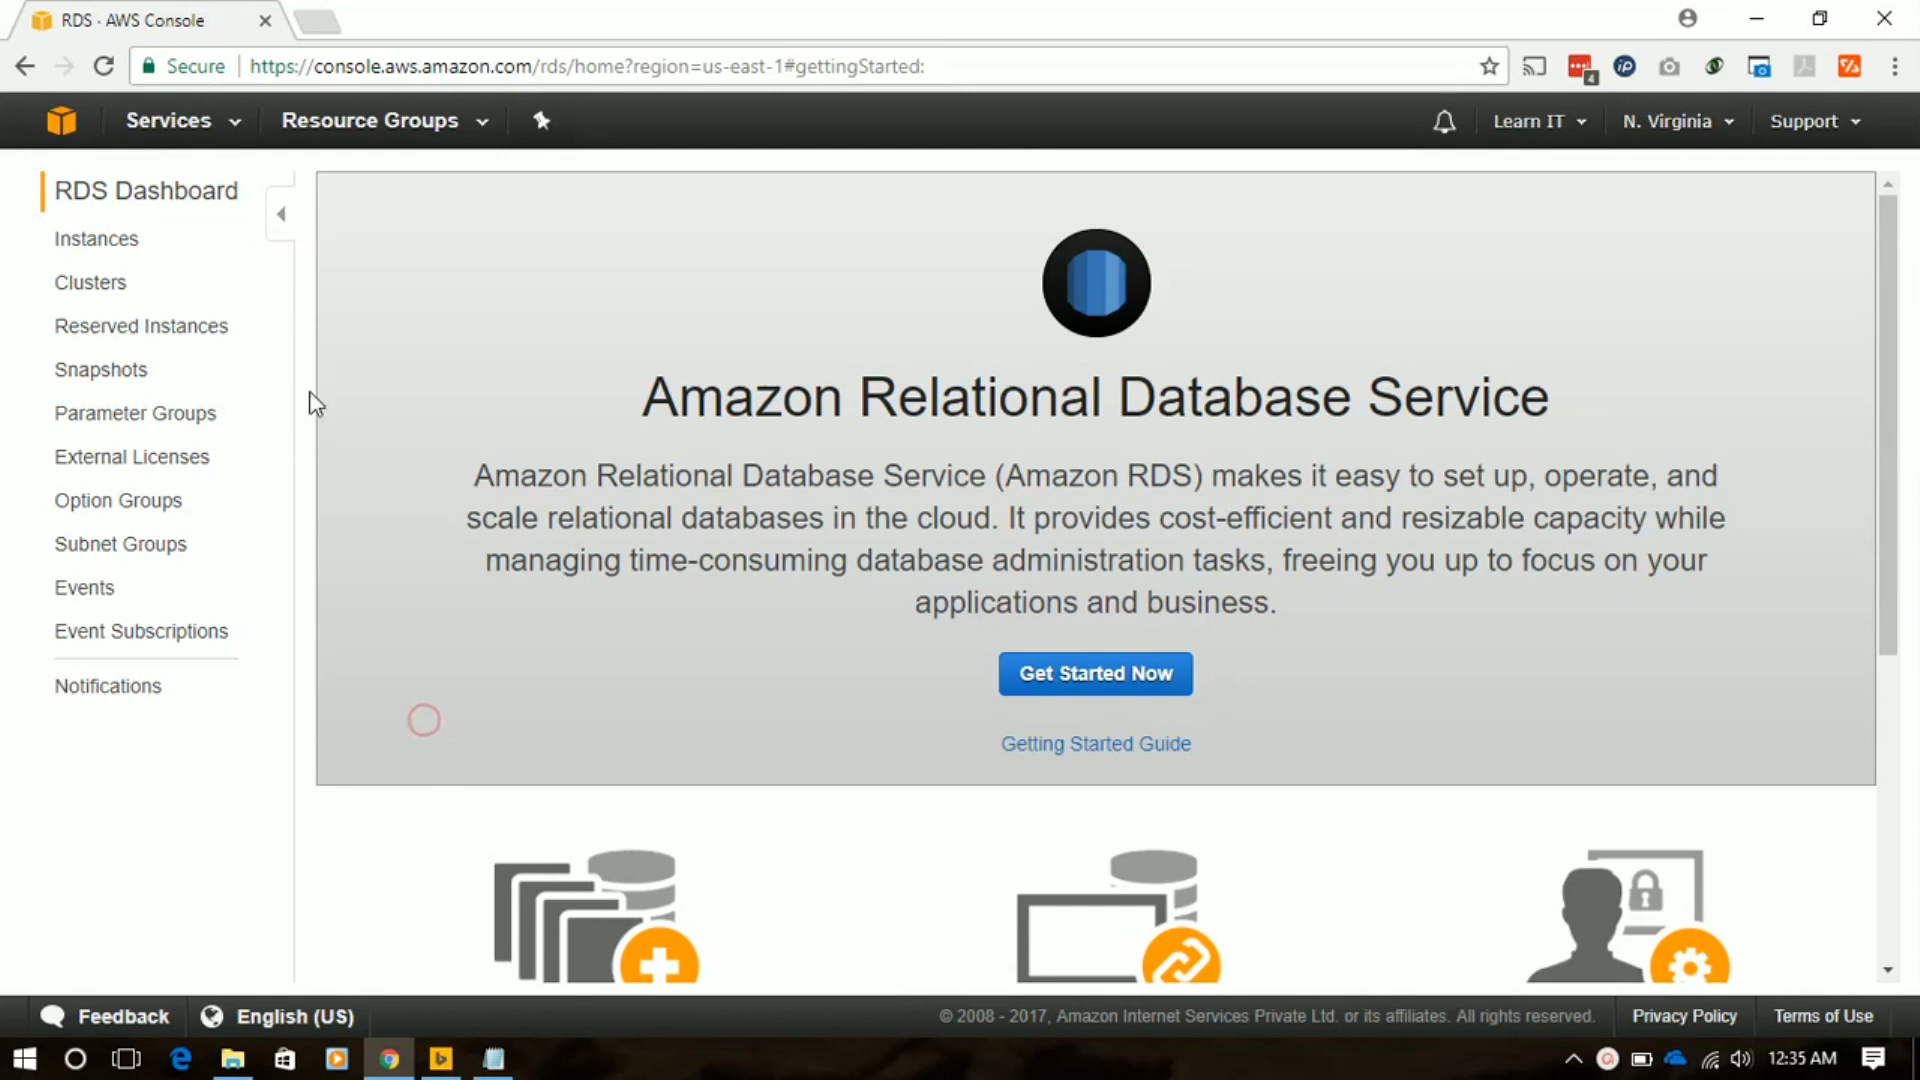 RDS · AWS Console
Secure
https://console.aws.amazon.com/rds/home?region=us-east-1#gettingStarted:
4
Services
Resource Groups
Learn IT
N. Virginia
Support
RDS Dashboard
Instances
Clusters
Reserved Instances
Snapshots
Parameter Groups
External Licenses
Option Groups
Subnet Groups
Events
Event Subscriptions
Notifications
Amazon Relational Database Service
Amazon Relational Database Service (Amazon RDS) makes it easy to set up, operate, and
scale relational databases in the cloud. It provides cost-efficient and resizable capacity while
managing time-consuming database administration tasks, freeing you up to focus on your
applications and business.
Get Started Now
Getting Started Guide
Feedback
English (US)
© 2008 - 2017, Amazon Internet Services Private Ltd. or its affiliates. All rights reserved.
Privacy Policy
Terms of Use
12:35 AM